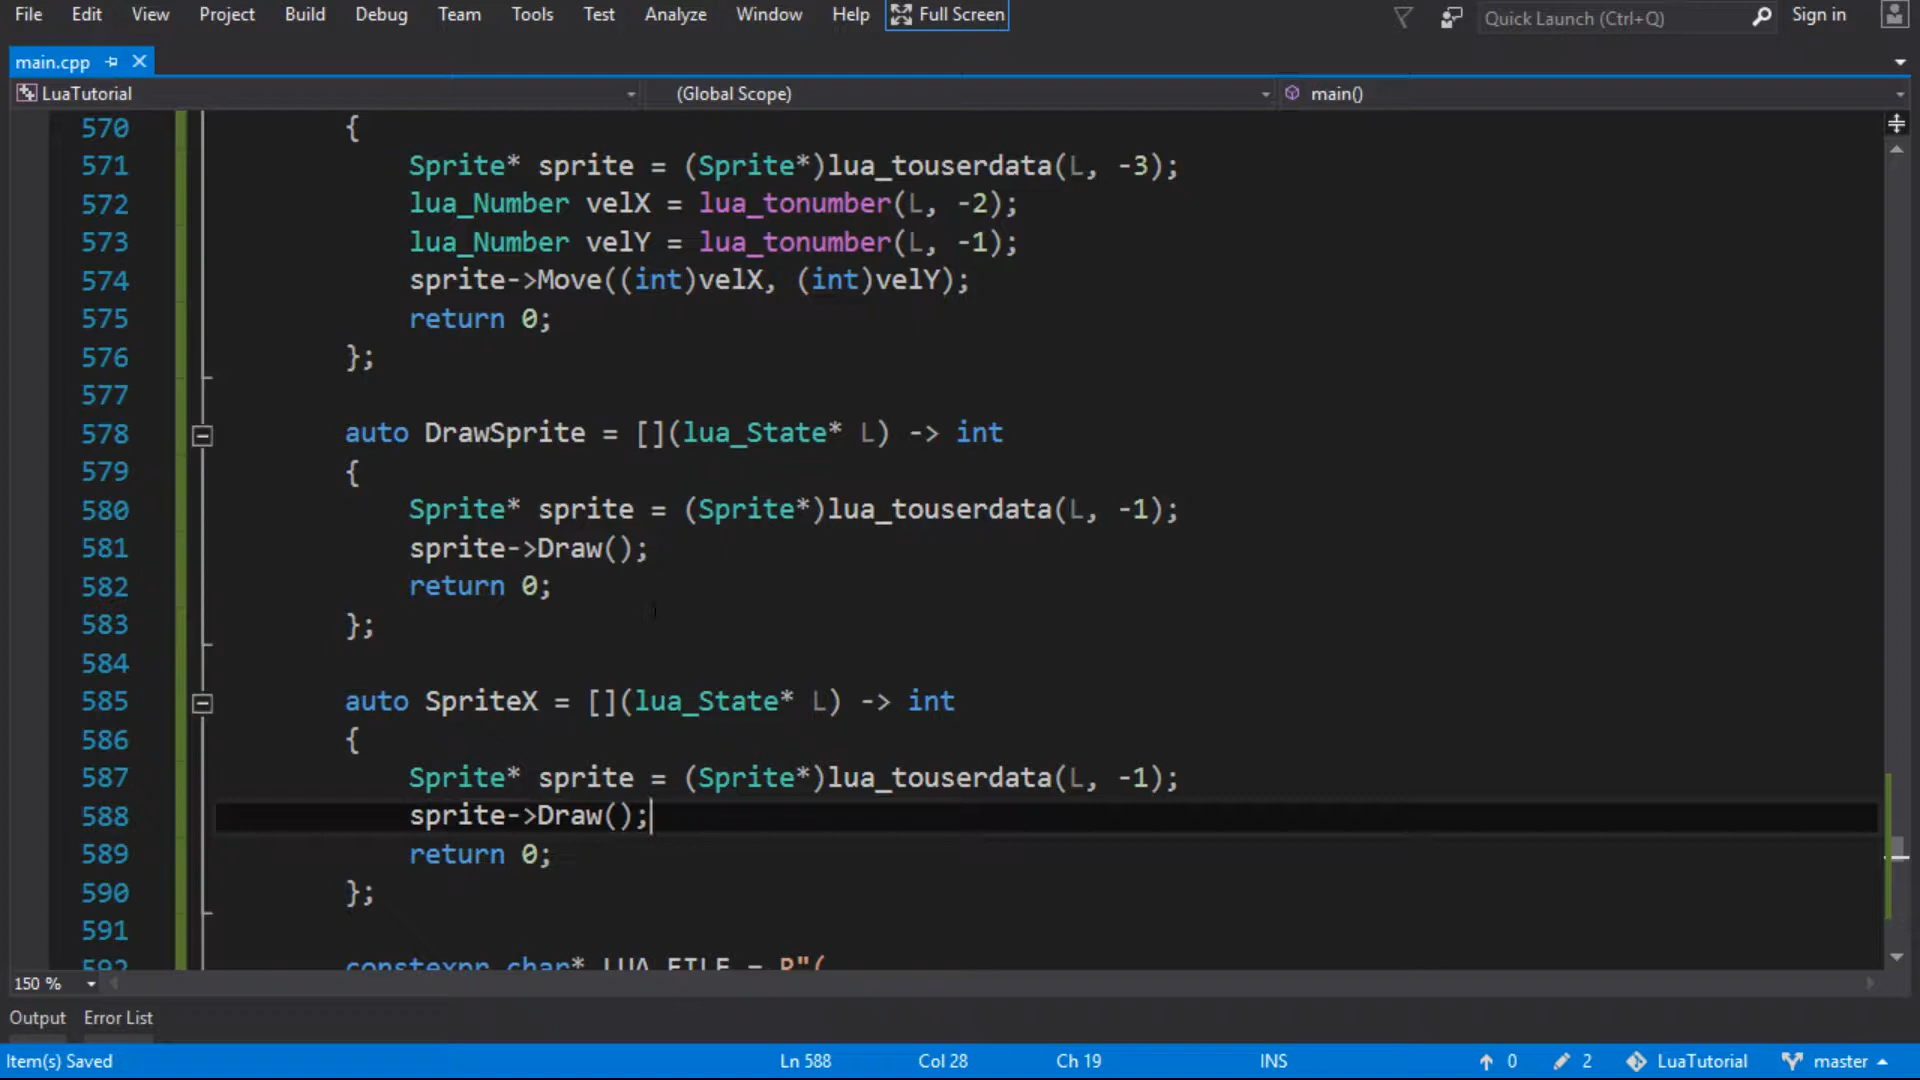 File Edit View Project Build Debug Team Tools Test Analyze Window Help Full Screen Quick Launch (Ctrl+Q) Sign in
main.cpp
LuaTutorial (Global Scope) main()
570 {
571 Sprite* sprite = (Sprite*)lua_touserdata(L, -3);
572 lua_Number velX = lua_tonumber(L, -2);
573 lua_Number velY = lua_tonumber(L, -1);
574 sprite->Move((int)velX, (int)velY);
575 return 0;
576 };
577
578 auto DrawSprite = [](lua_State* L) -> int
579 {
580 Sprite* sprite = (Sprite*)lua_touserdata(L, -1);
581 sprite->Draw();
582 return 0;
583 };
584
585 auto SpriteX = [](lua_State* L) -> int
586 {
587 Sprite* sprite = (Sprite*)lua_touserdata(L, -1);
588 sprite->Draw();
589 return 0;
590 };
591
592 constexpr char* LUA_FILE = R"(
150 %
Output Error List
Item(s) Saved Ln 588 Col 28 Ch 19 INS 0 2 LuaTutorial master